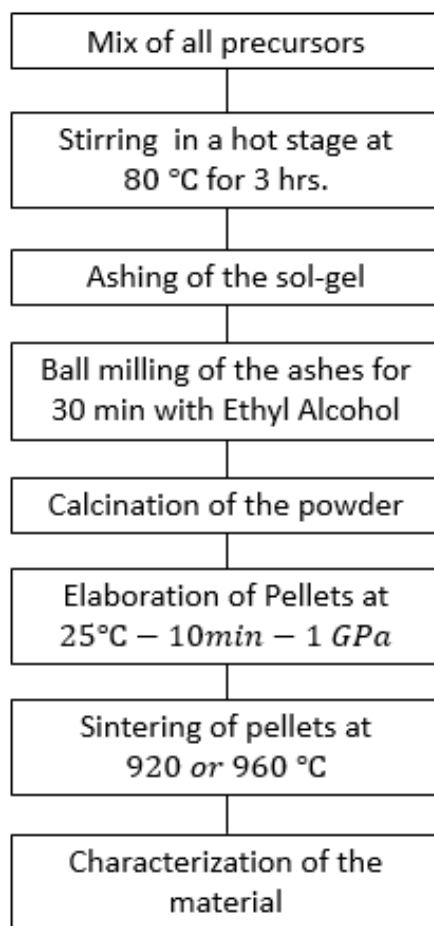 Mix of all precursors
Stirring in a hot stage at
80 °C for 3 hrs.
Ashing of the sol-gel
Ball milling of the ashes for
30 min with Ethyl Alcohol
Calcination of the powder
Elaboration of Pellets at
25°C − 10min − 1 GPa
Sintering of pellets at
920 or 960 °C
Characterization of the
material